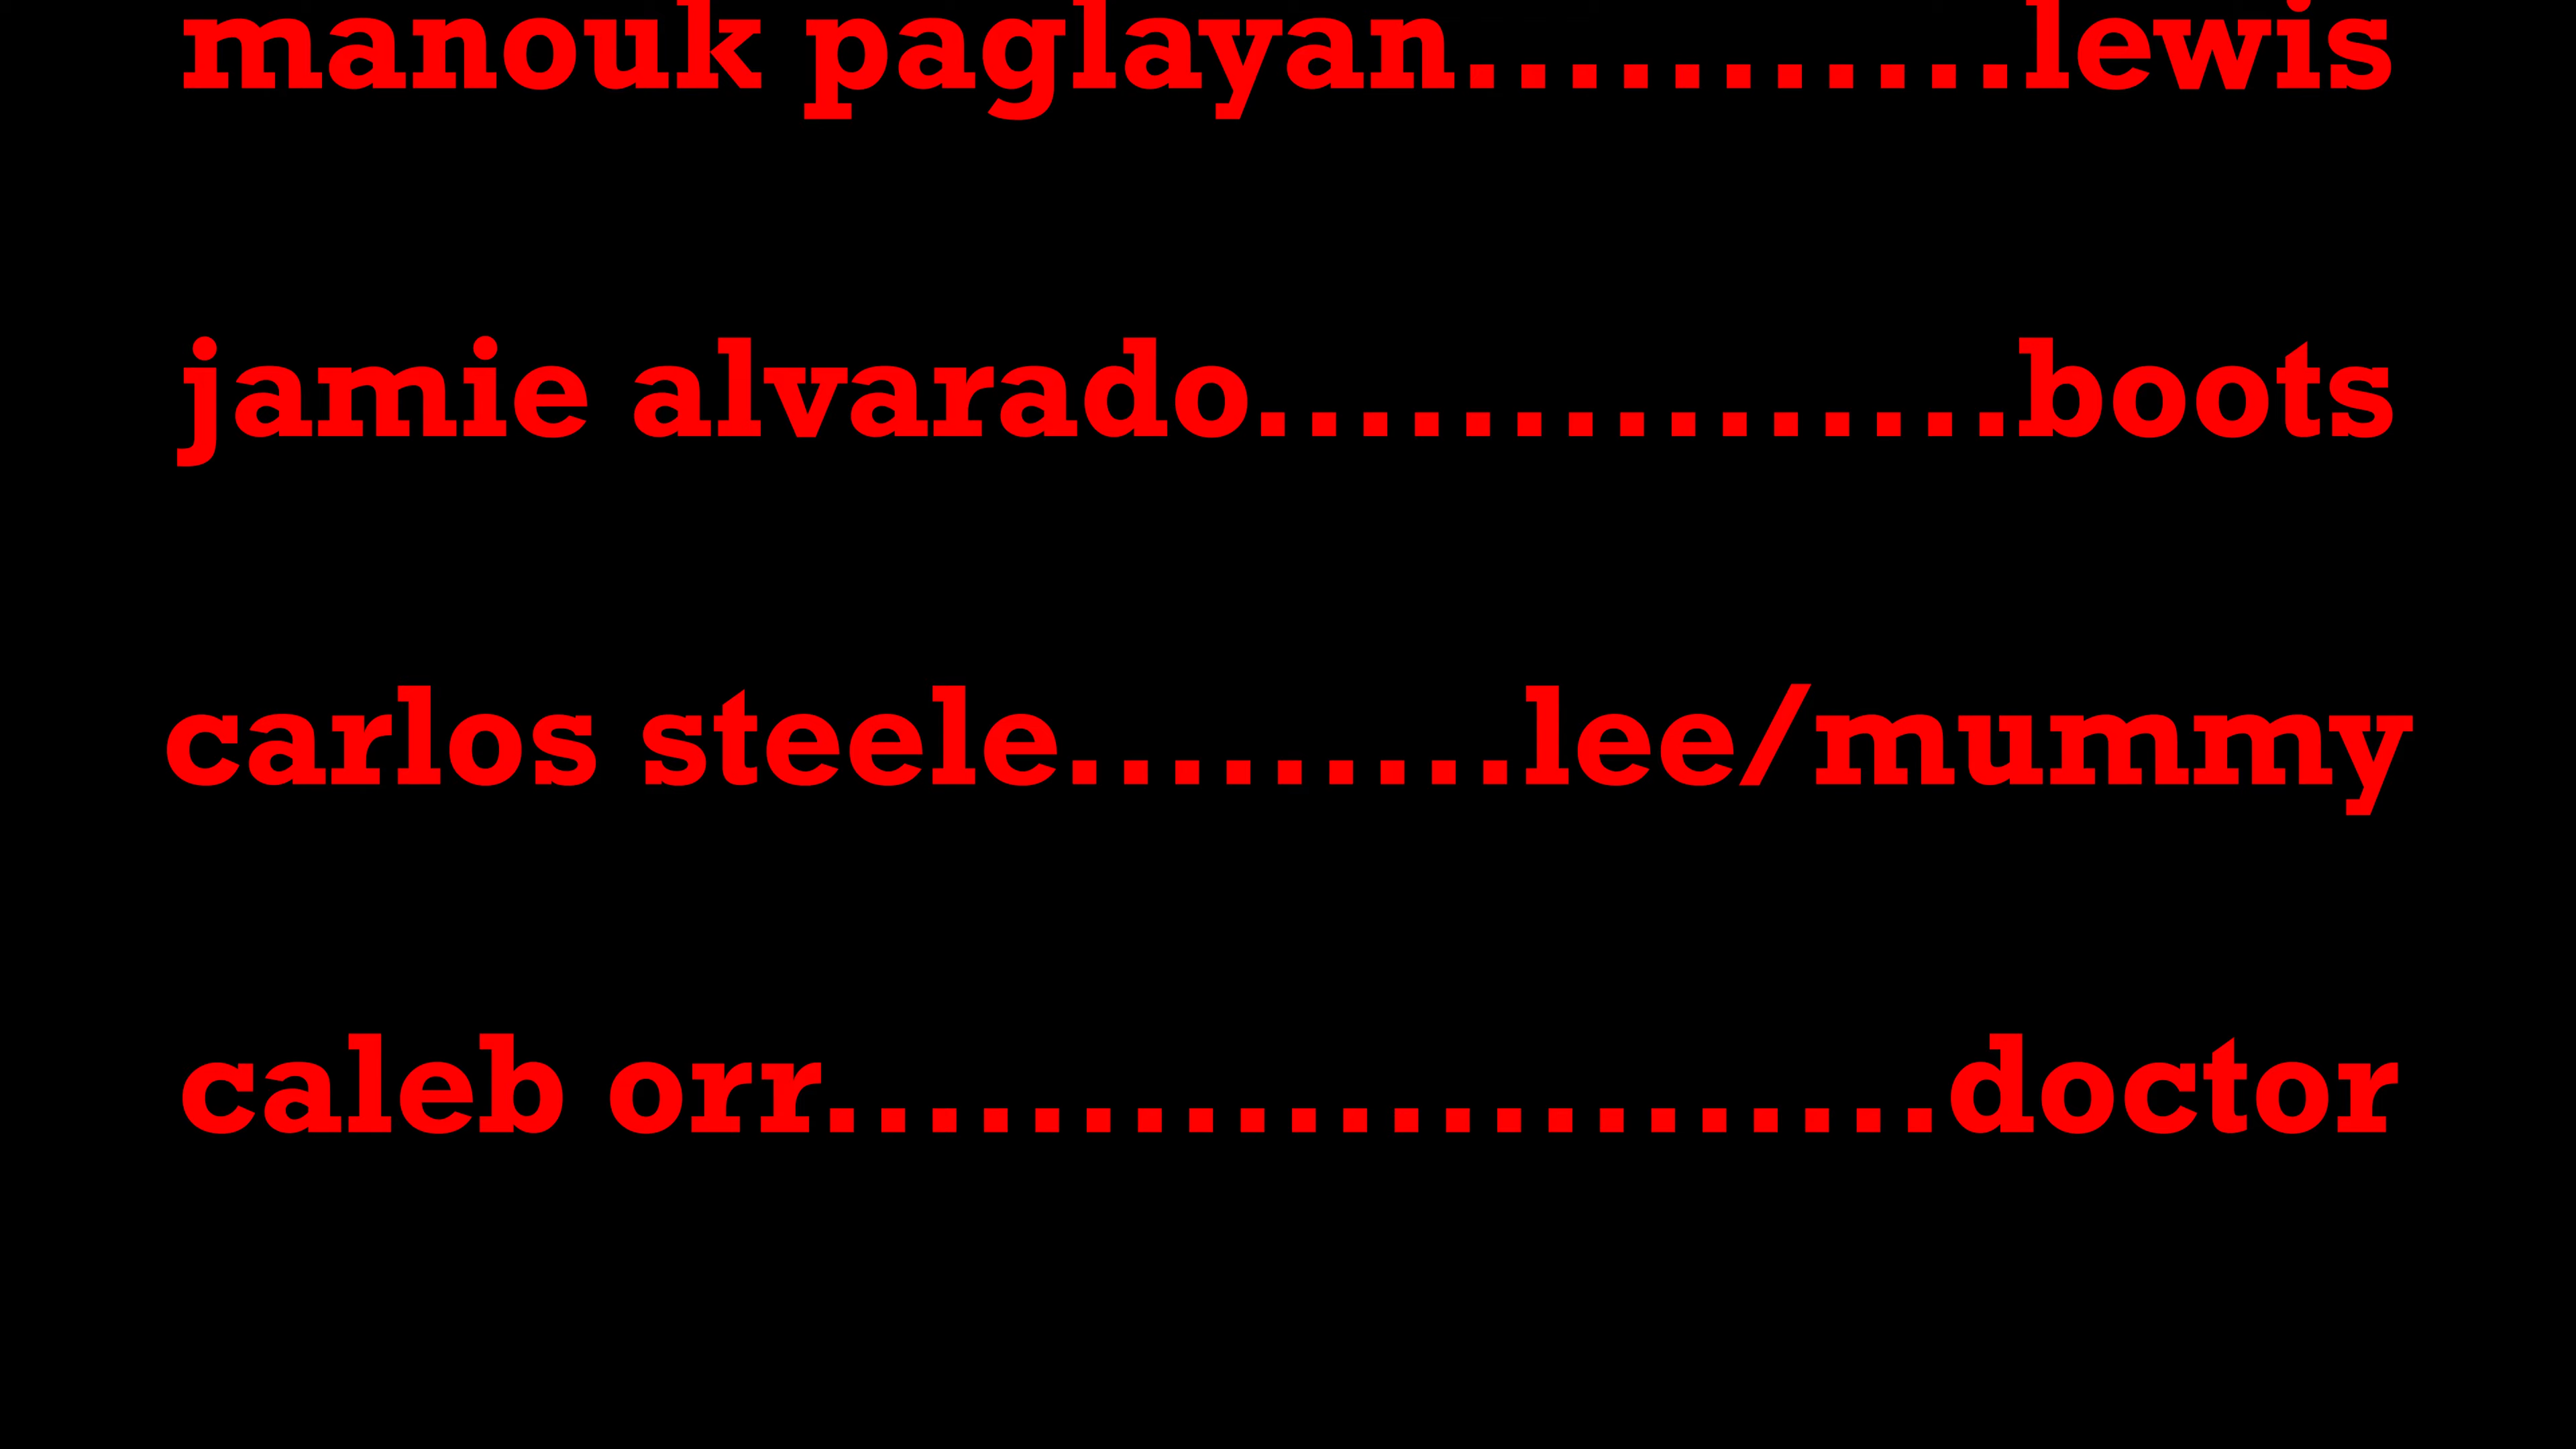 manouk paglayan...........lewis
jamie alvarado...............boots
carlos steele.........lee/mummy
caleb orr......................doctor